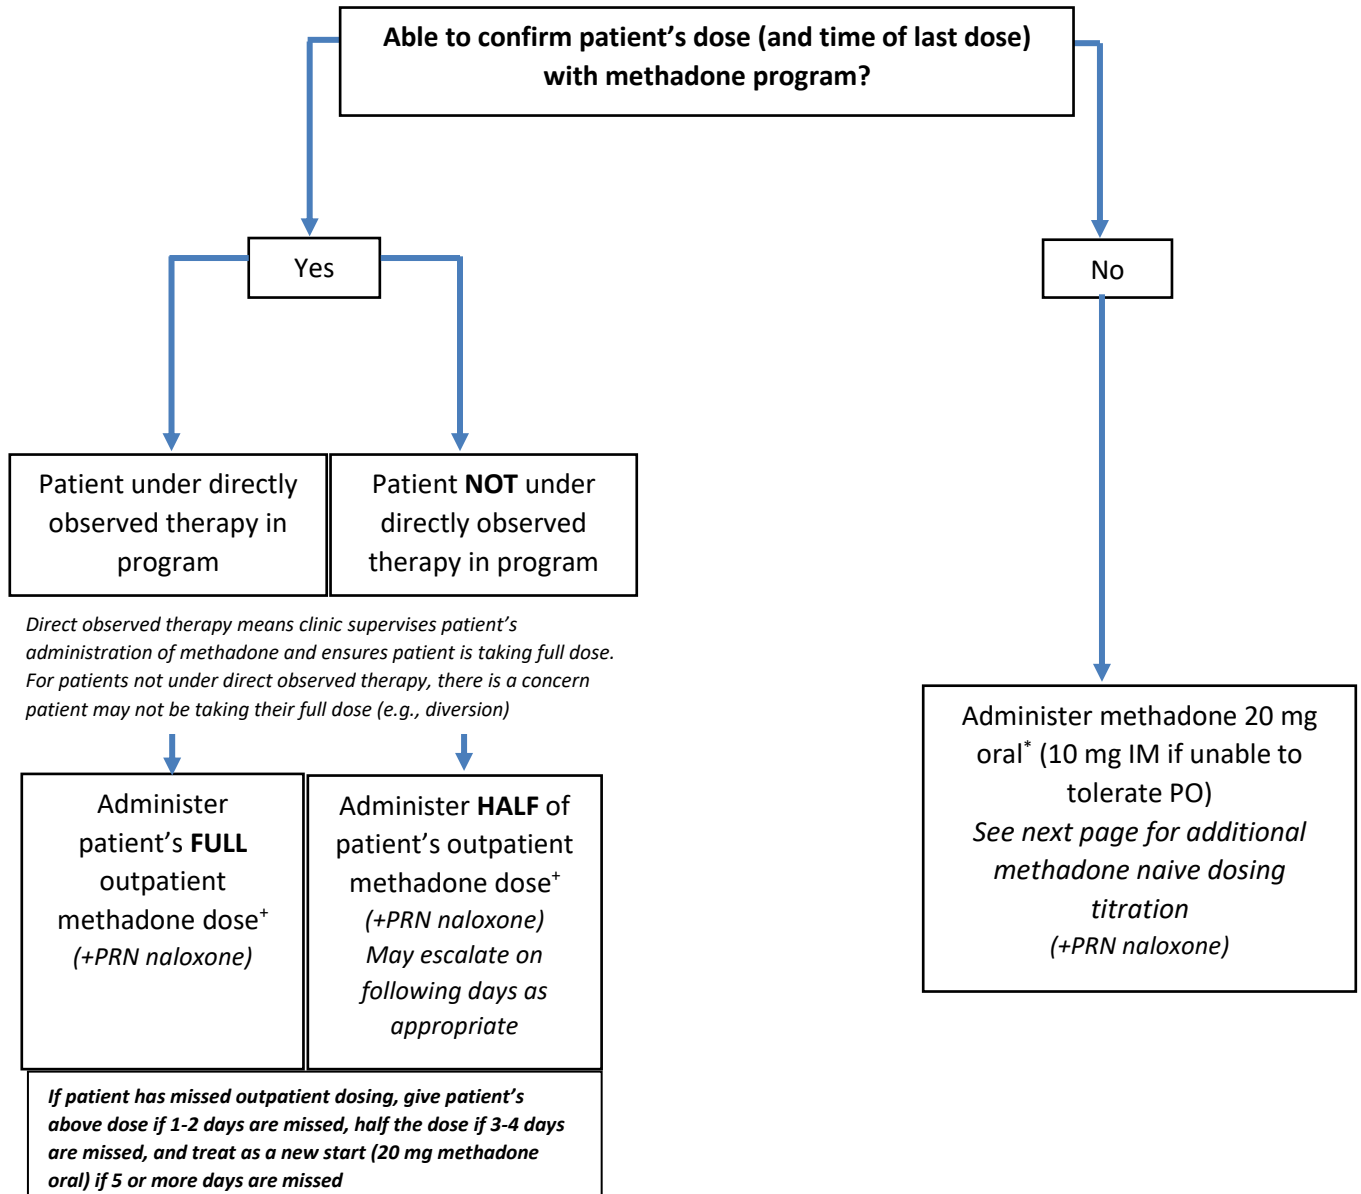 Able to confirm patient’s dose (and time of last dose)
with methadone program?
Yes
No
Patient under directly
observed therapy in
program
Patient NOT under
directly observed
therapy in program
Direct observed therapy means clinic supervises patient’s
administration of methadone and ensures patient is taking full dose.
For patients not under direct observed therapy, there is a concern
patient may not be taking their full dose (e.g., diversion)
Administer
patient’s FULL
outpatient
methadone dose+
(+PRN naloxone)
Administer HALF of
patient’s outpatient
methadone dose+
(+PRN naloxone)
May escalate on
following days as
appropriate
If patient has missed outpatient dosing, give patient’s
above dose if 1-2 days are missed, half the dose if 3-4 days
are missed, and treat as a new start (20 mg methadone
oral) if 5 or more days are missed
Administer methadone 20 mg
oral* (10 mg IM if unable to
tolerate PO)
See next page for additional
methadone naive dosing
titration
(+PRN naloxone)